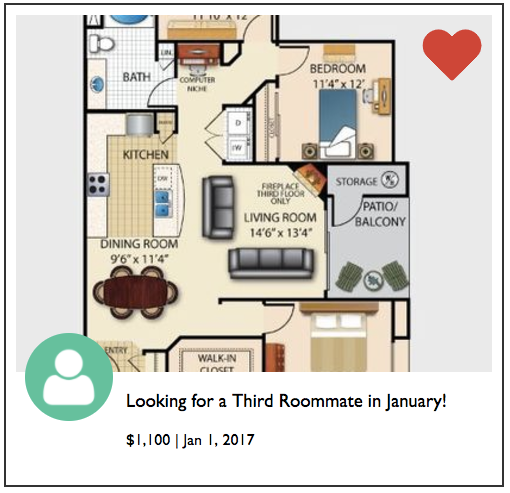 11'10" x 12'
LIN.
BATH
COMPUTER
NICHE
BEDROOM
11'4" x 12'
CLOSET
D
W
KITCHEN
D/W
FIREPLACE
THIRD FLOOR
ONLY
STORAGE
LIVING ROOM
14'6" x 13'4"
PATIO/
BALCONY
DINING ROOM
9'6" x 11'4"
ENTRY
WALK-IN
CLOSET
Looking for a Third Roommate in January!
$1,100 | Jan 1, 2017